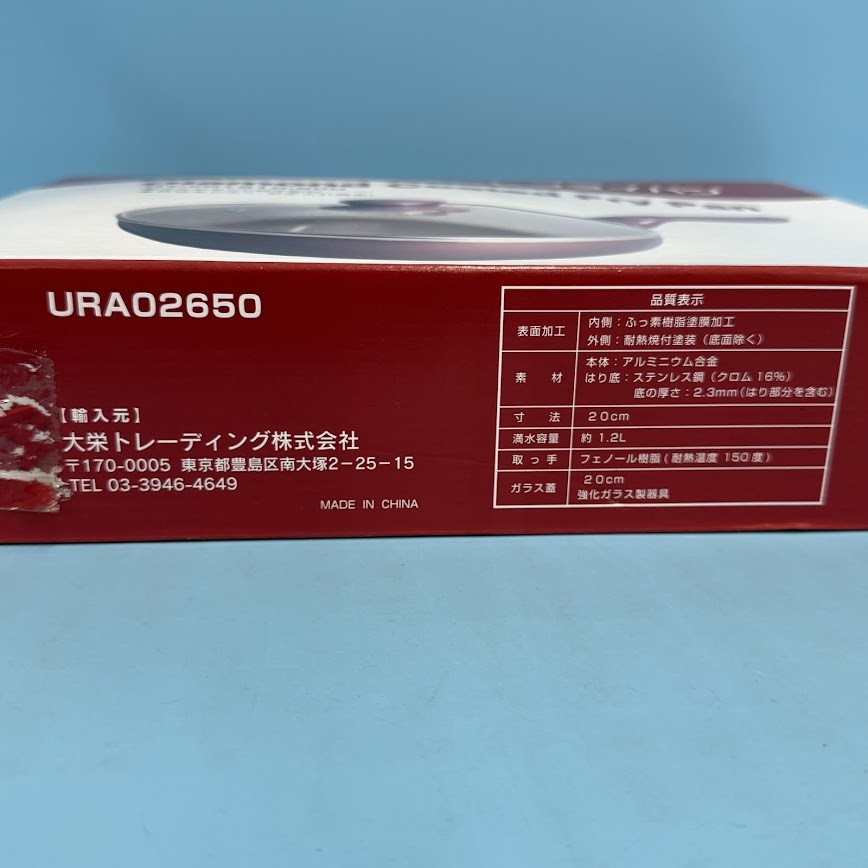 URA02650
【輸入元】
大栄トレーディング株式会社
〒170-0005 東京都豊島区南大塚2-25-15
TEL 03-3946-4649
MADE IN CHINA
品質表示
表面加工 内側:ふっ素樹脂塗膜加工
外側:耐熱焼付塗装(底面除く)
素 材 本体:アルミニウム合金
はり底:ステンレス鋼(クロム16%)
底の厚さ:2.3mm(はり部分を含む)
寸 法 20cm
満水容量 約 1.2L
取っ手 フェノール樹脂(耐熱温度 150度)
ガラス蓋 20cm
強化ガラス製器具